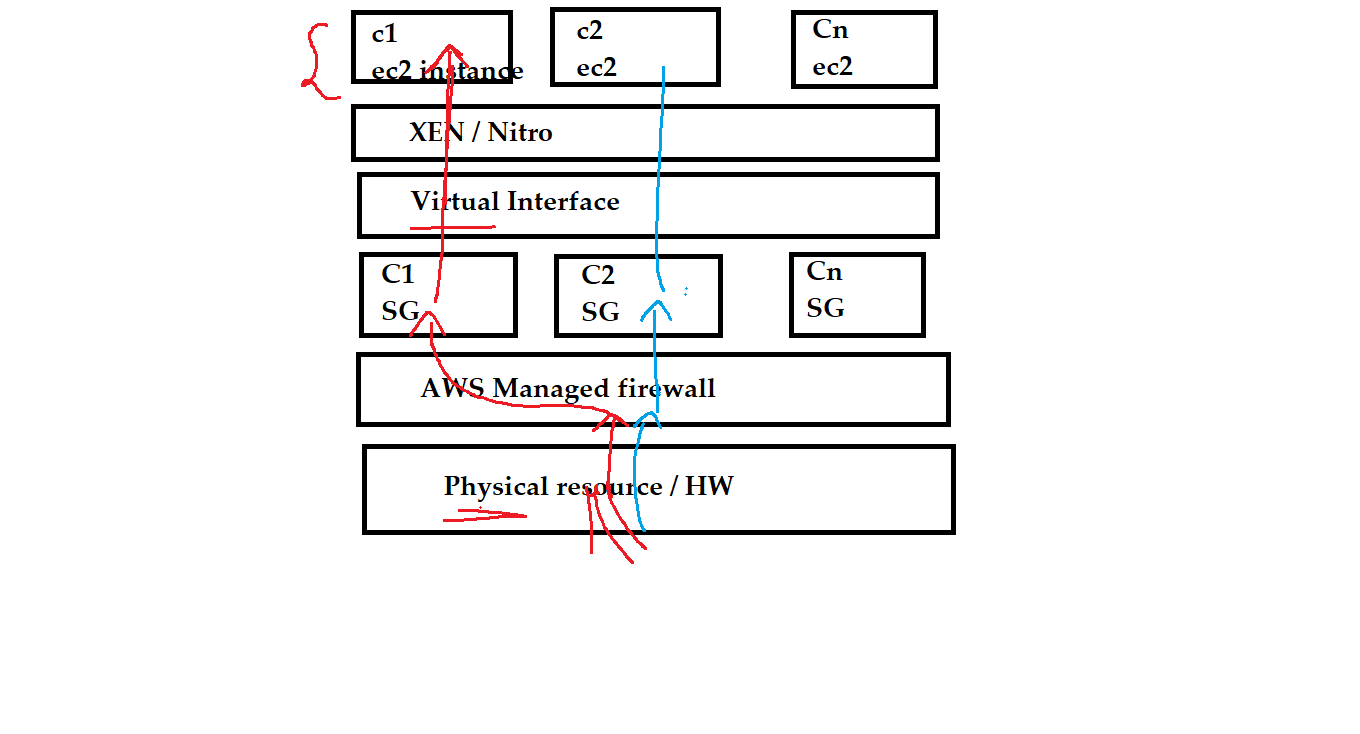 c1
ec2 instance
c2
ec2
Cn
ec2
XEN / Nitro
Virtual Interface
C1
SG
C2
SG
Cn
SG
AWS Managed firewall
Physical resource / HW